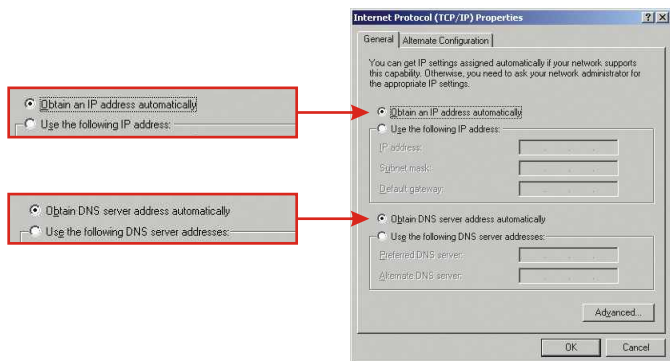 Obtain an IP address automatically
Use the following IP address:
Obtain DNS server address automatically
Use the following DNS server addresses:
Internet Protocol (TCP/IP) Properties
General
Alternate Configuration
You can get IP settings assigned automatically if your network supports
this capability. Otherwise, you need to ask your network administrator for
the appropriate IP settings.
Obtain an IP address automatically
Use the following IP address:
IP address:
Subnet mask:
Default gateway:
Obtain DNS server address automatically
Use the following DNS server addresses:
Preferred DNS server:
Alternate DNS server:
Advanced...
OK Cancel